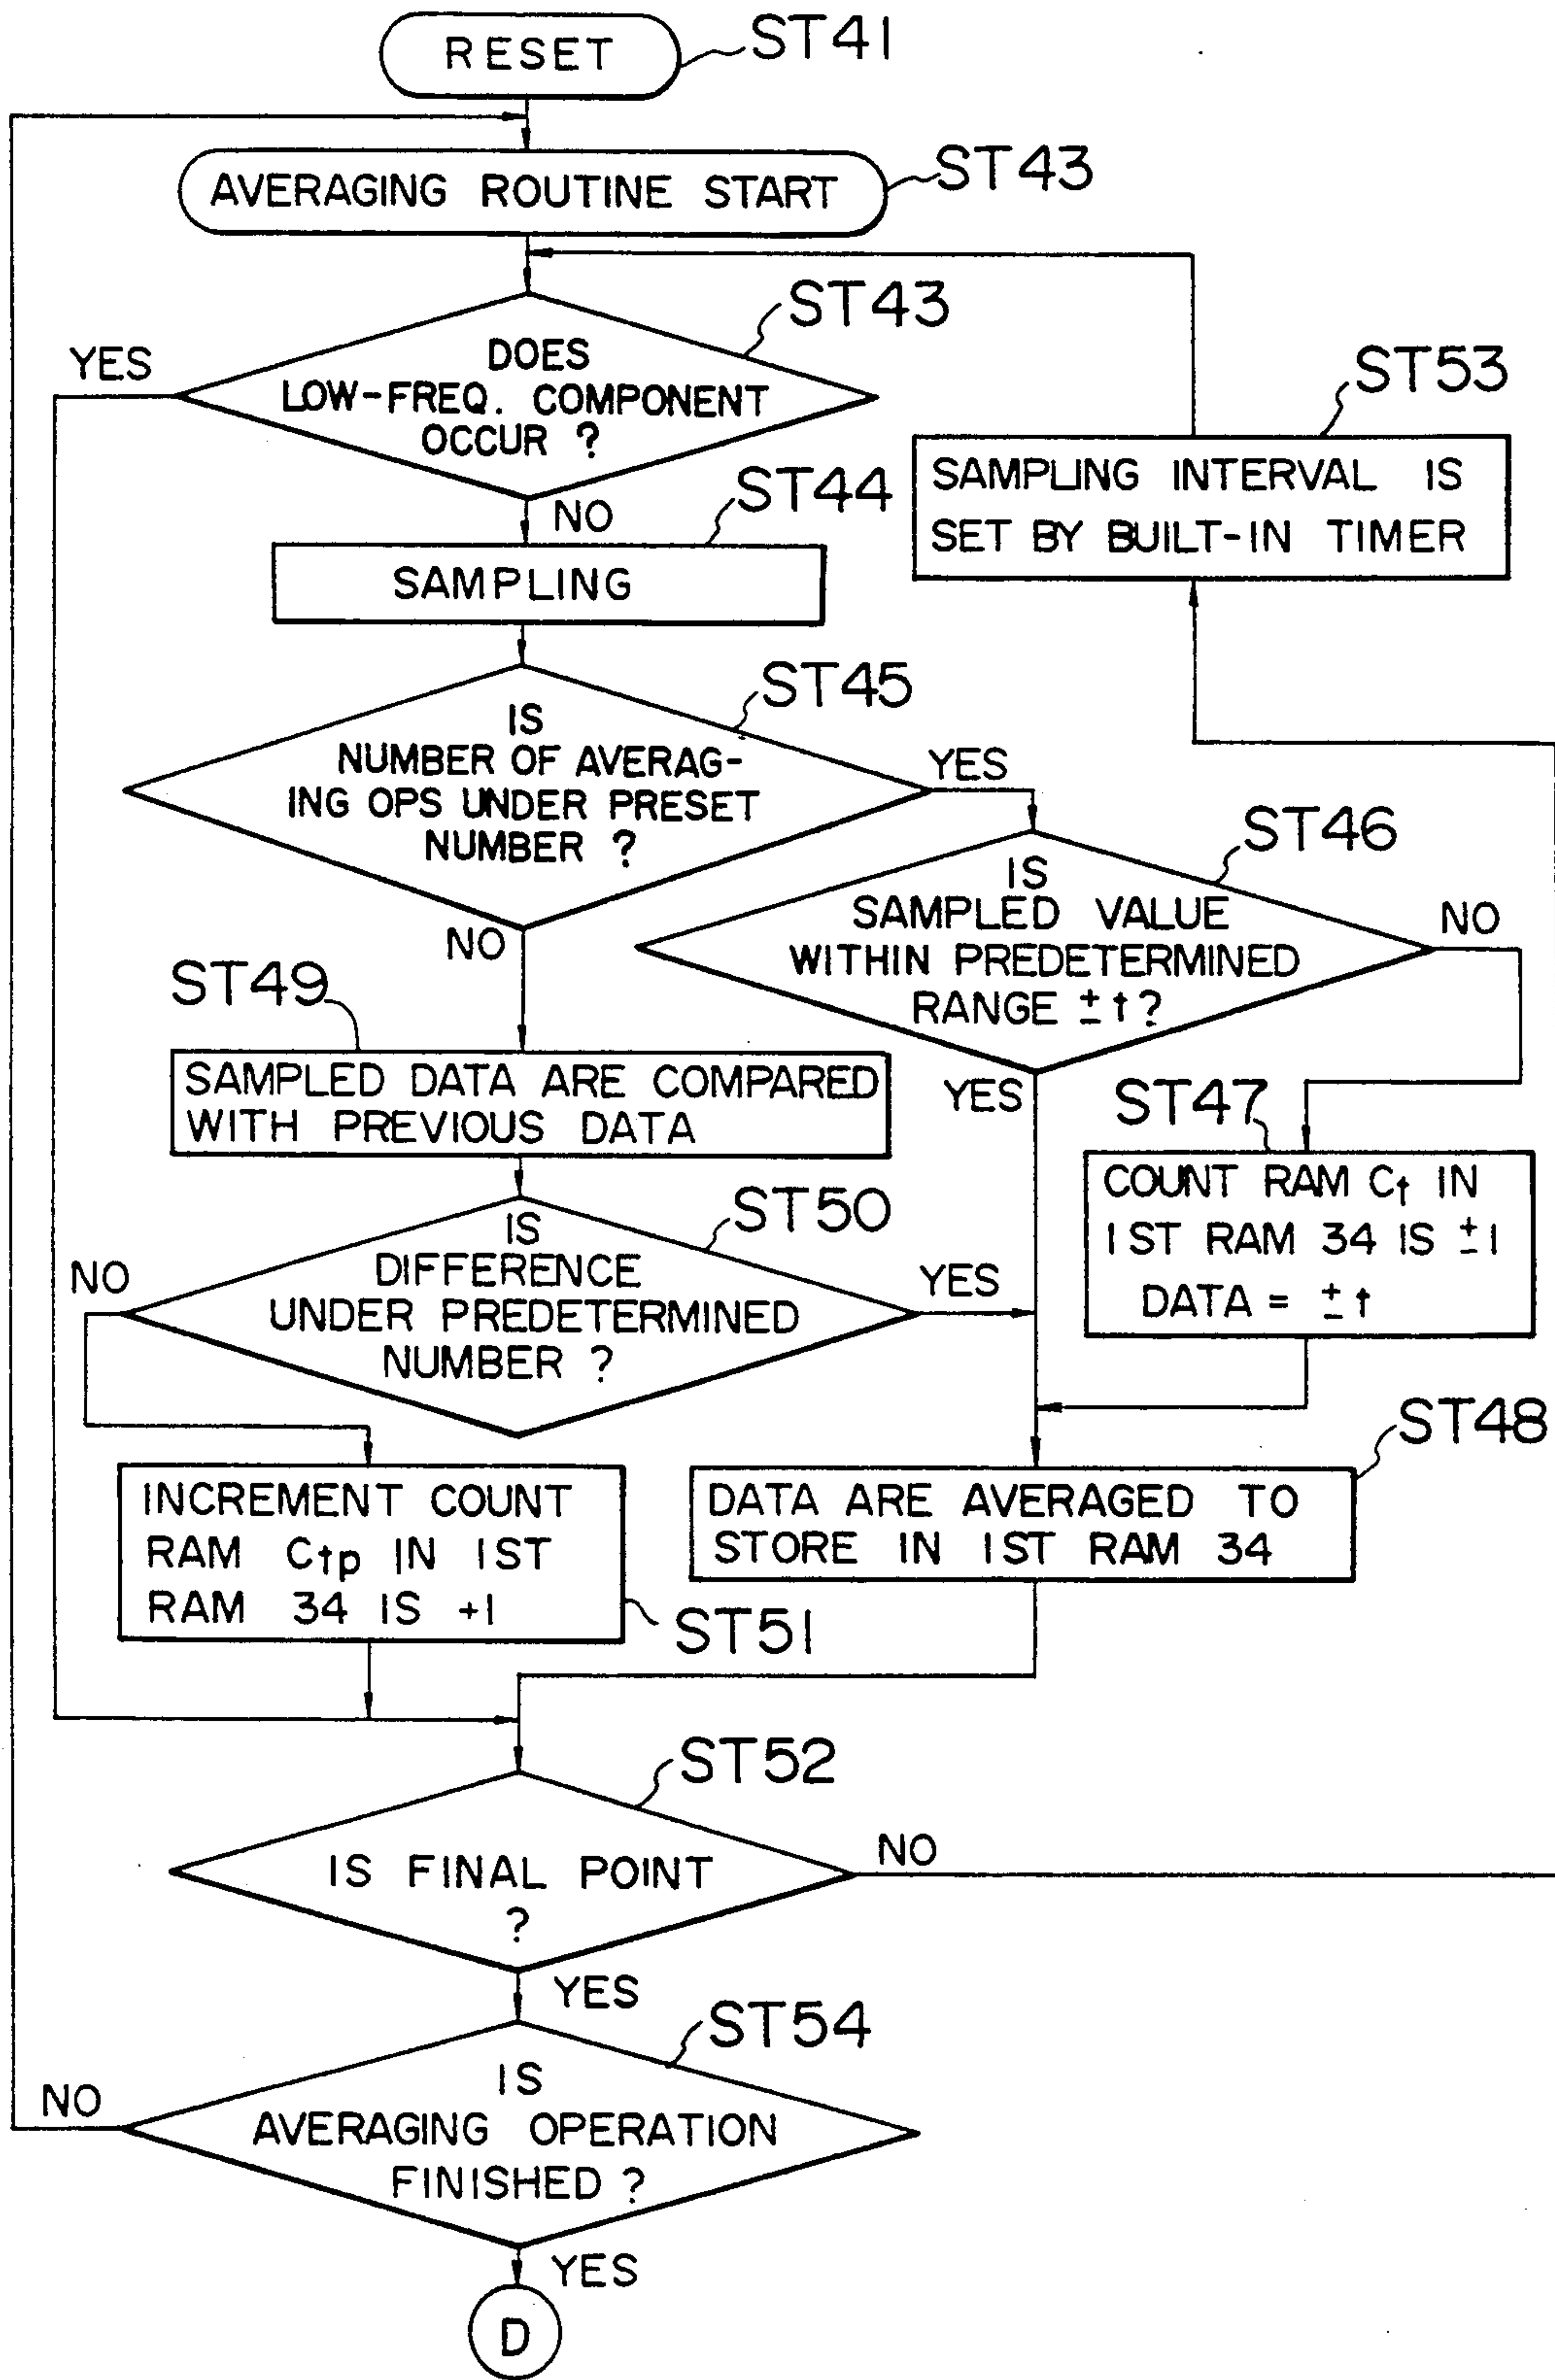 RESET
ST41
AVERAGING ROUTINE START
ST43
ST43
DOES
LOW-FREQ. COMPONENT
OCCUR ?
YES
NO
ST53
SAMPLING INTERVAL IS
SET BY BUILT-IN TIMER
ST44
SAMPLING
ST45
IS
NUMBER OF AVERAG-
ING OPS UNDER PRESET
NUMBER ?
YES
NO
ST46
IS
SAMPLED VALUE
WITHIN PREDETERMINED
RANGE ± t ?
NO
YES
ST49
SAMPLED DATA ARE COMPARED
WITH PREVIOUS DATA
ST47
COUNT RAM Ct IN
1ST RAM 34 IS ±1
DATA = ± t
ST50
IS
DIFFERENCE
UNDER PREDETERMINED
NUMBER ?
NO
YES
ST48
DATA ARE AVERAGED TO
STORE IN 1ST RAM 34
INCREMENT COUNT
RAM Ctp IN 1ST
RAM 34 IS +1
ST51
ST52
IS FINAL POINT
?
NO
YES
ST54
IS
AVERAGING OPERATION
FINISHED ?
NO
YES
D